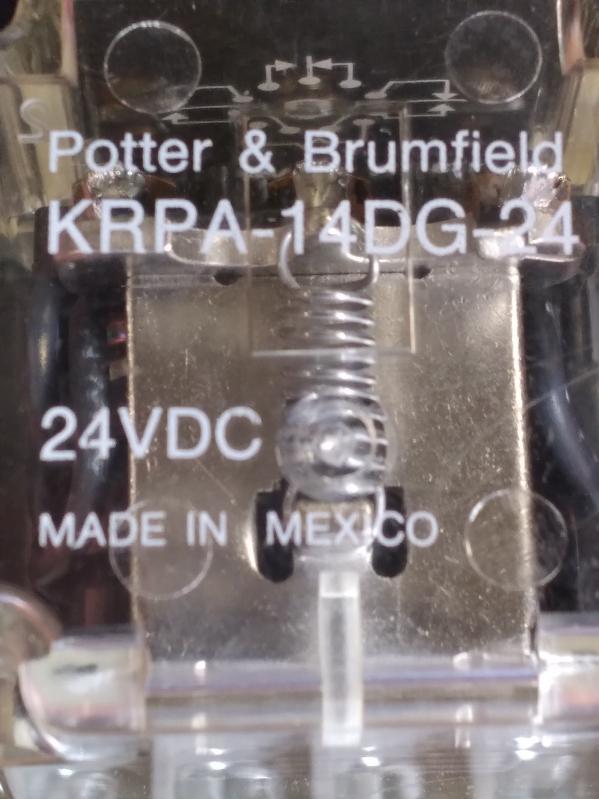 Potter & Brumfield
KRPA-14DG-24
24VDC
MADE IN MEXICO